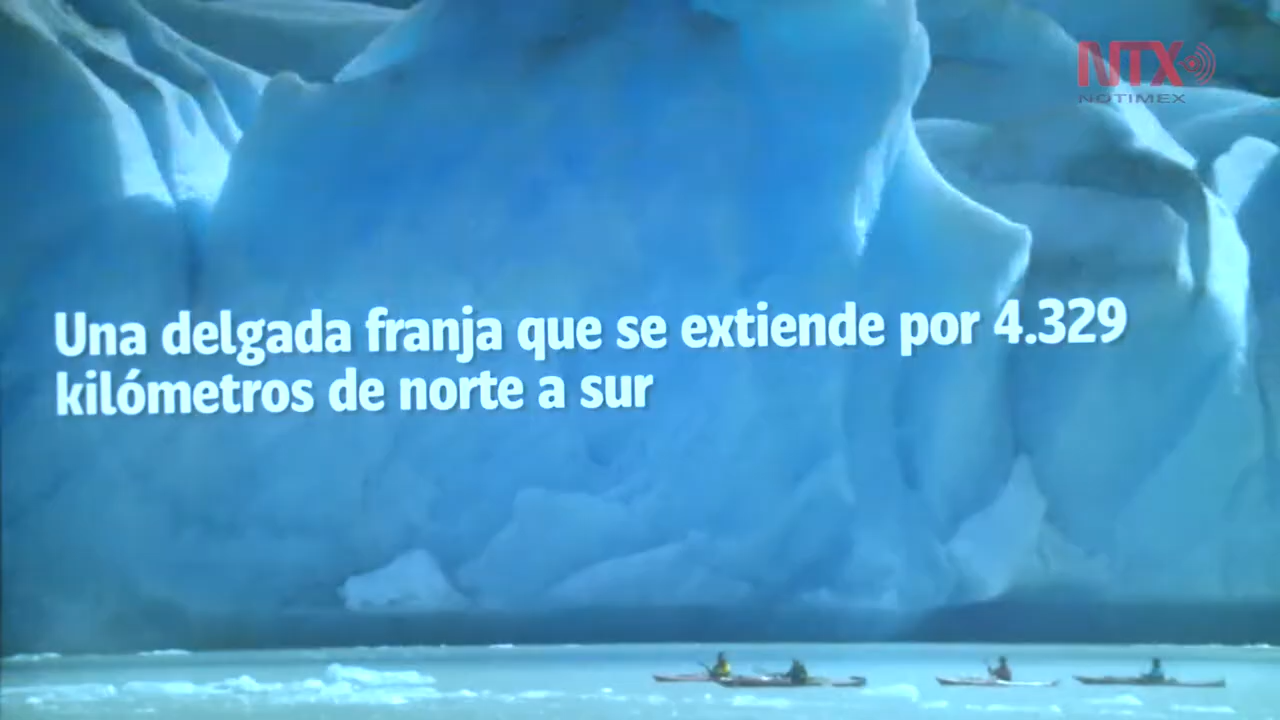 NTX
NOTIMEX
Una delgada franja que se extiende por 4.329
kilómetros de norte a sur